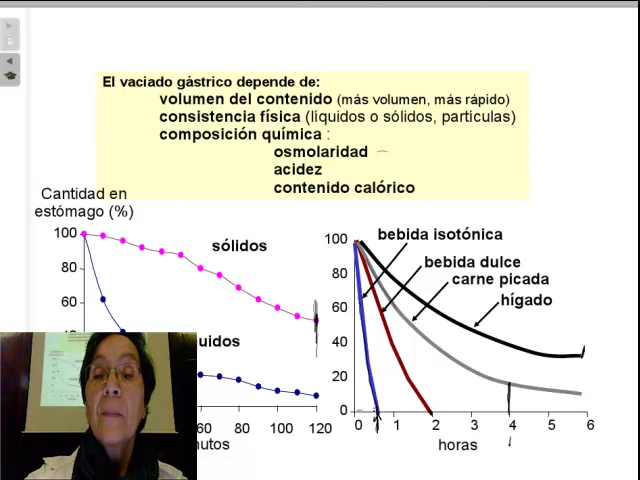 El vaciado gástrico depende de:
volumen del contenido (más volumen, más rápido)
consistencia física (líquidos o sólidos, partículas)
composición química :
osmolaridad
acidez
contenido calórico
Cantidad en
estómago (%)
100
80
60
sólidos
uidos
60 80 100 120
nutos
100
80
60
40
20
0
bebida isotónica
bebida dulce
carne picada
hígado
0 1 2 3 4 5 6
horas